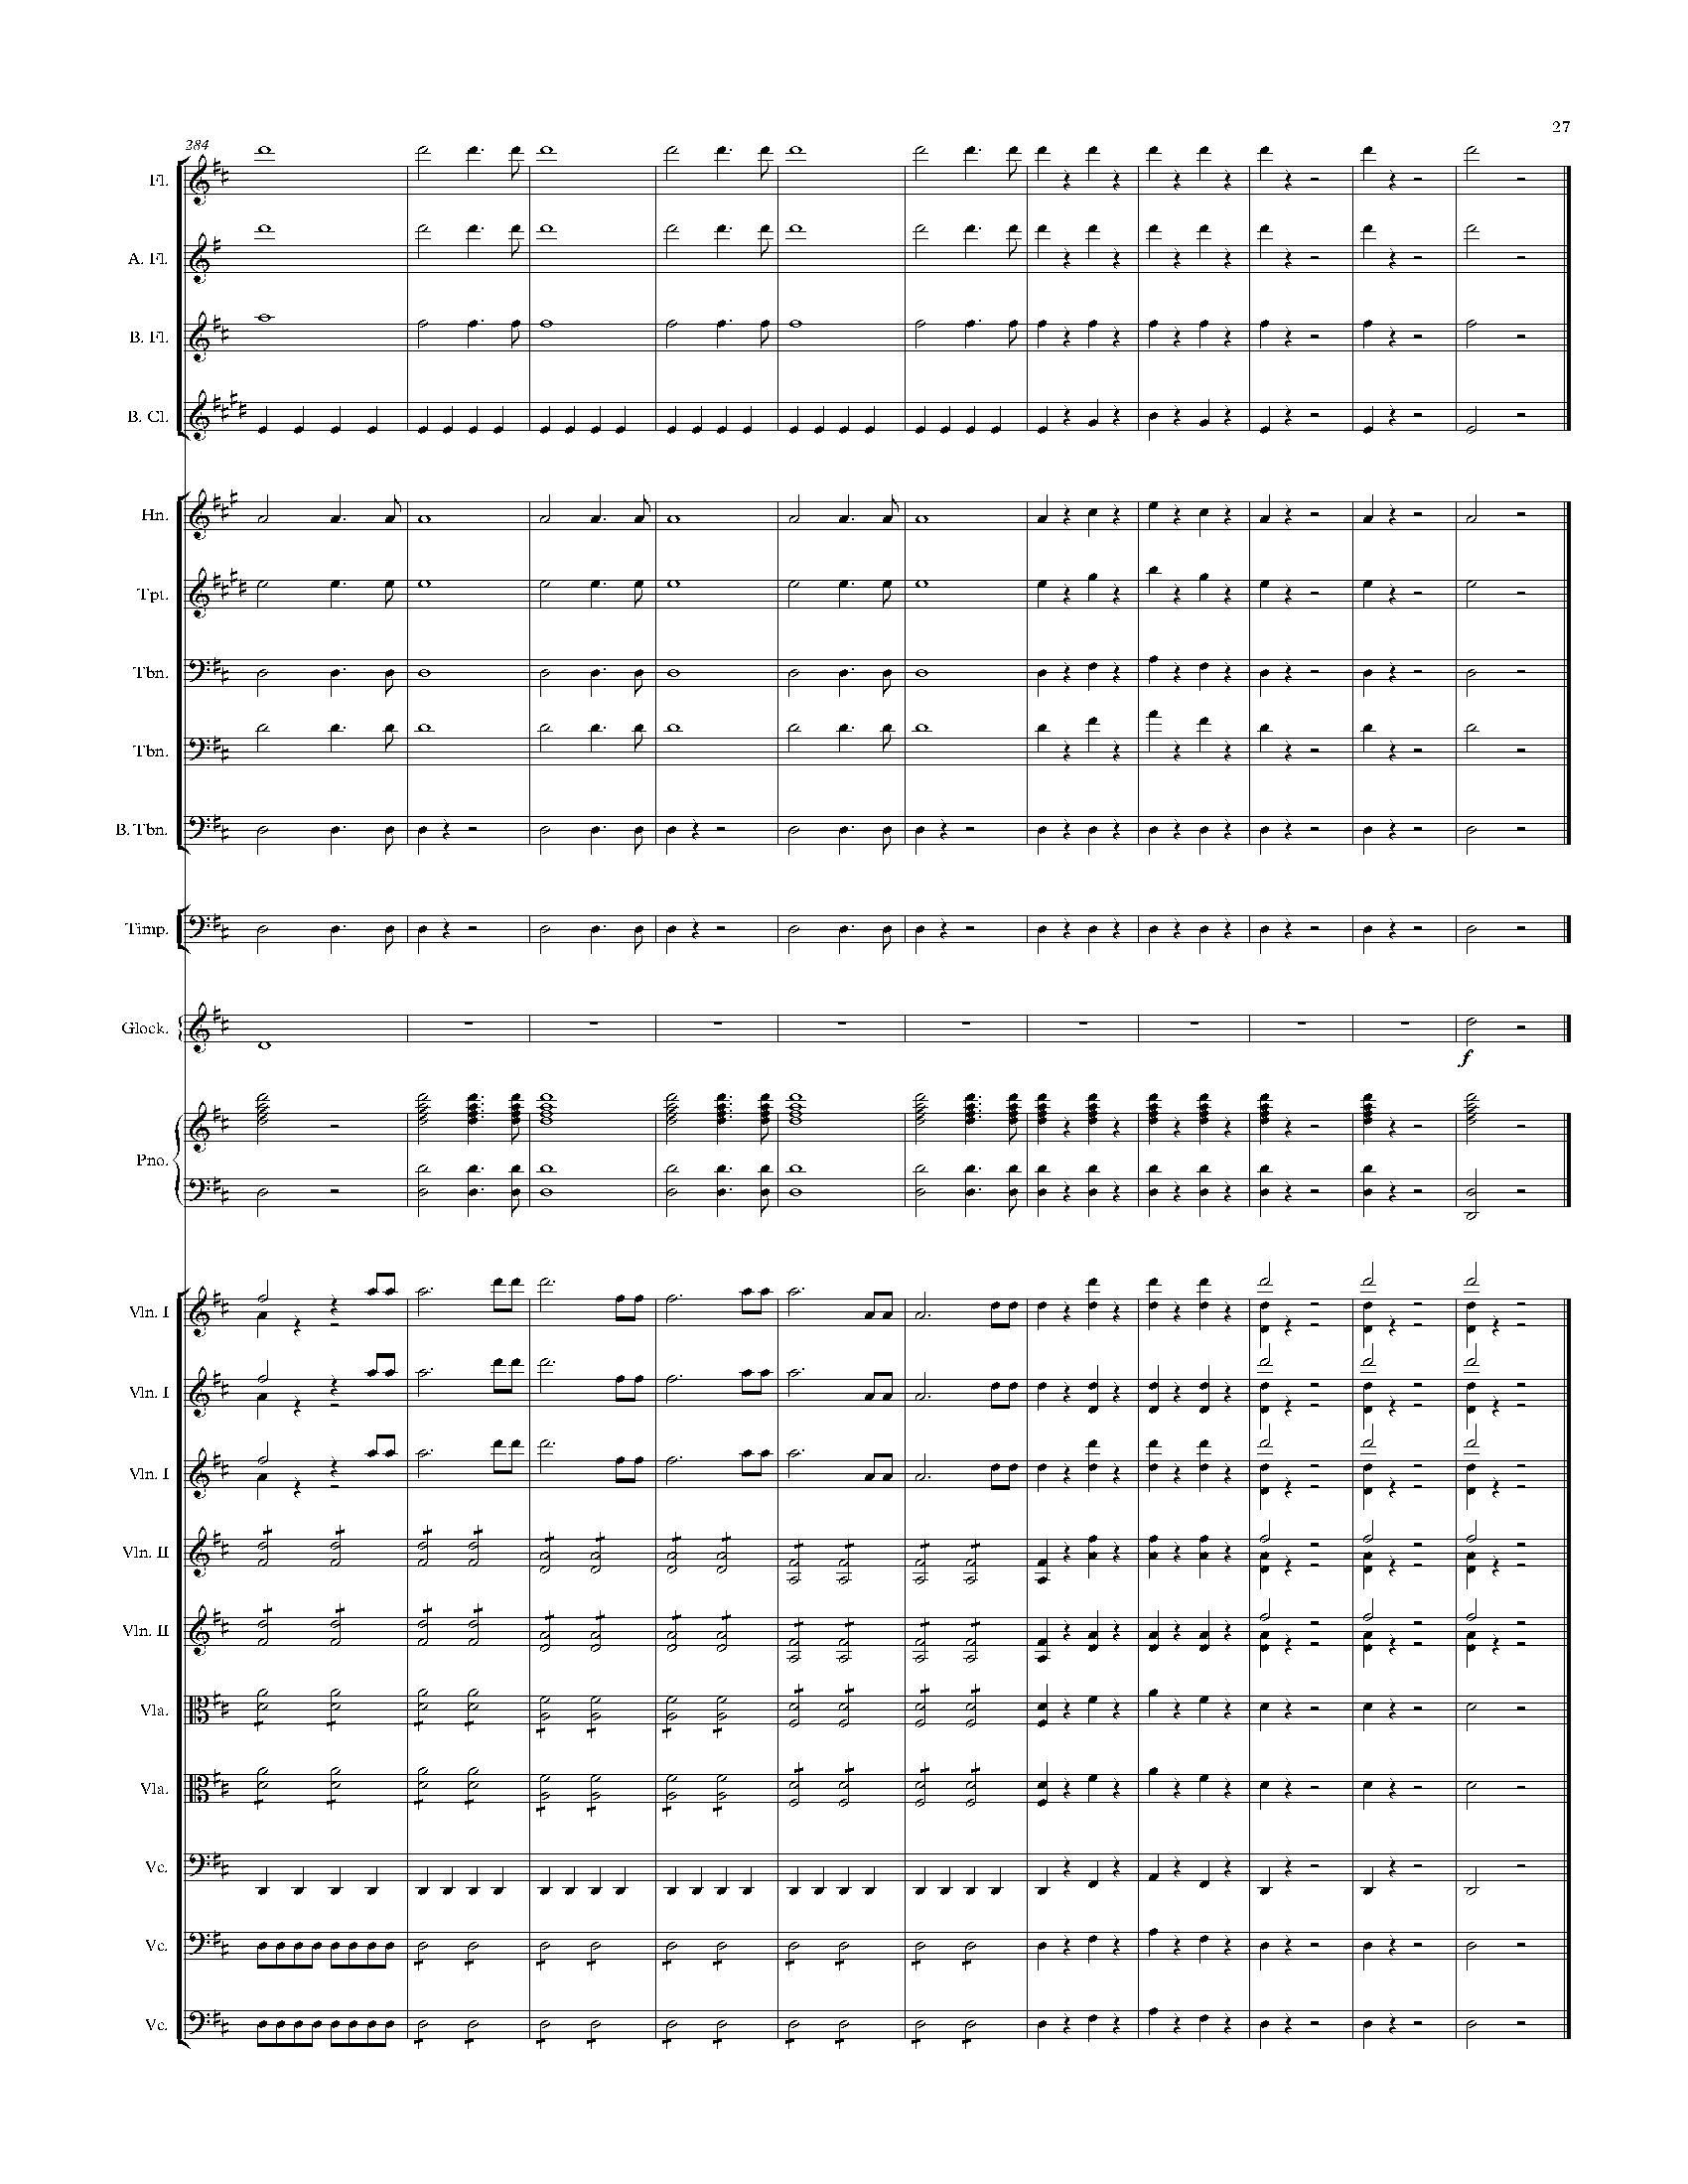 27
284
Fl.
A. Fl.
B. Fl.
B. Cl.
Hn.
Tpt.
Tbn.
Tbn.
B. Tbn.
Timp.
Glock.
f
Pno.
Vln. I
Vln. I
Vln. I
Vln. II
Vln. II
Vla.
Vla.
Vc.
Vc.
Vc.